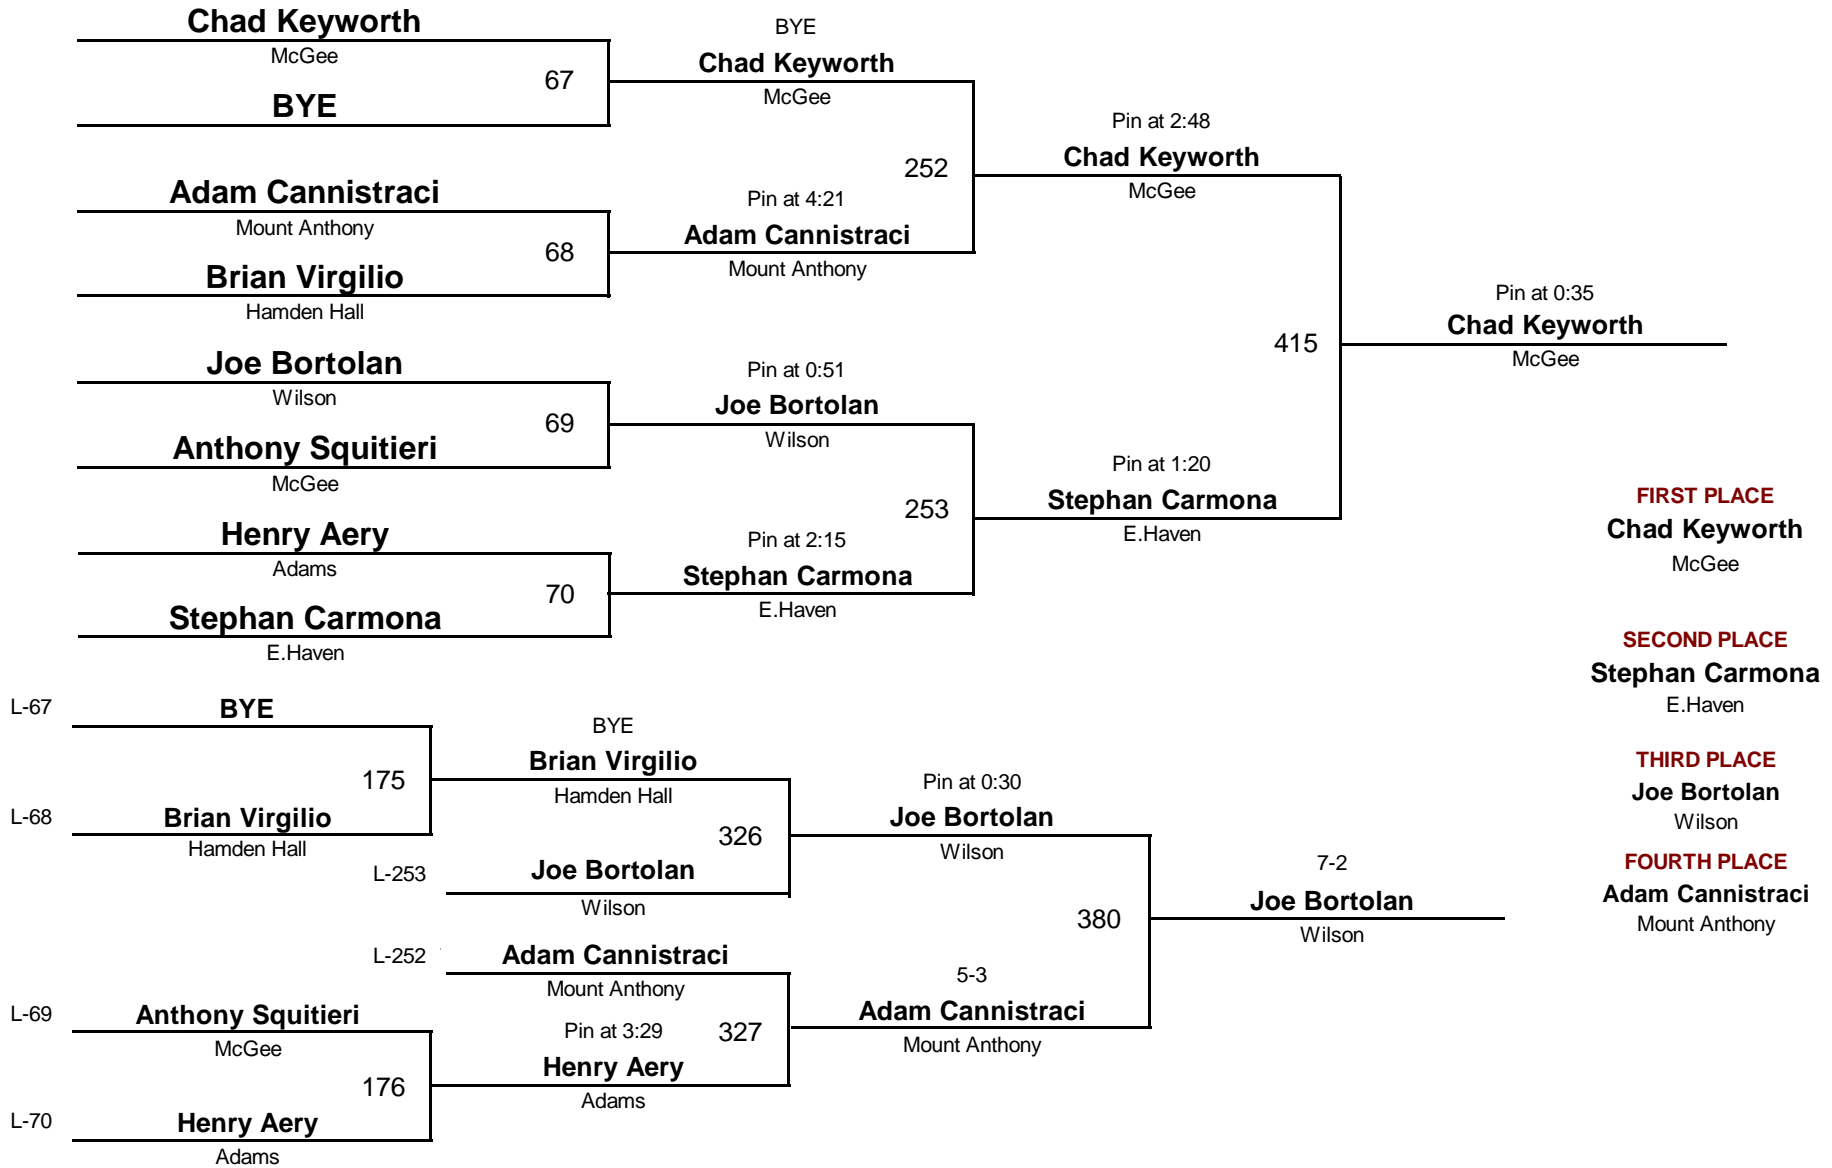 Chad Keyworth
McGee
67
BYE
Adam Cannistraci
Mount Anthony
68
Brian Virgilio
Hamden Hall
Joe Bortolan
Wilson
69
Anthony Squitieri
McGee
Henry Aery
Adams
70
Stephan Carmona
E.Haven
BYE
Chad Keyworth
McGee
252
Pin at 4:21
Adam Cannistraci
Mount Anthony
Pin at 0:51
Joe Bortolan
Wilson
253
Pin at 2:15
Stephan Carmona
E.Haven
Pin at 2:48
Chad Keyworth
McGee
415
Pin at 1:20
Stephan Carmona
E.Haven
Pin at 0:35
Chad Keyworth
McGee
FIRST PLACE
Chad Keyworth
McGee
SECOND PLACE
Stephan Carmona
E.Haven
THIRD PLACE
Joe Bortolan
Wilson
FOURTH PLACE
Adam Cannistraci
Mount Anthony
L-67
BYE
175
L-68
Brian Virgilio
Hamden Hall
BYE
Brian Virgilio
Hamden Hall
326
L-253
Joe Bortolan
Wilson
L-252
Adam Cannistraci
Mount Anthony
L-69
Anthony Squitieri
McGee
176
L-70
Henry Aery
Adams
Pin at 3:29
327
Henry Aery
Adams
Pin at 0:30
Joe Bortolan
Wilson
380
5-3
Adam Cannistraci
Mount Anthony
7-2
Joe Bortolan
Wilson